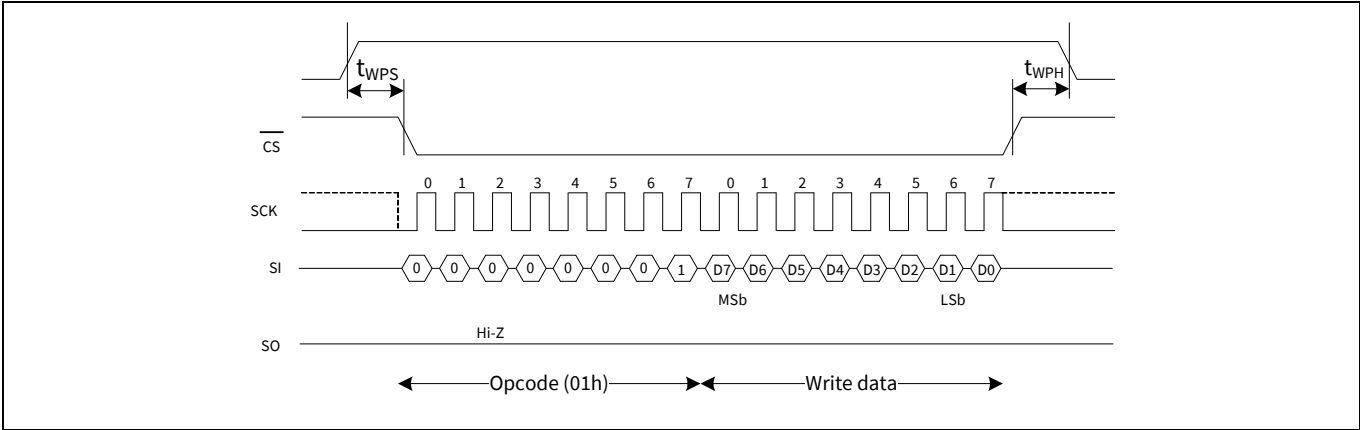 tWPS tWPH
CS
0 1 2 3 4 5 6 7 0 1 2 3 4 5 6 7
SCK
SI 0 0 0 0 0 0 0 1 D7 D6 D5 D4 D3 D2 D1 D0
MSb LSb
Hi-Z
SO
Opcode (01h) Write data